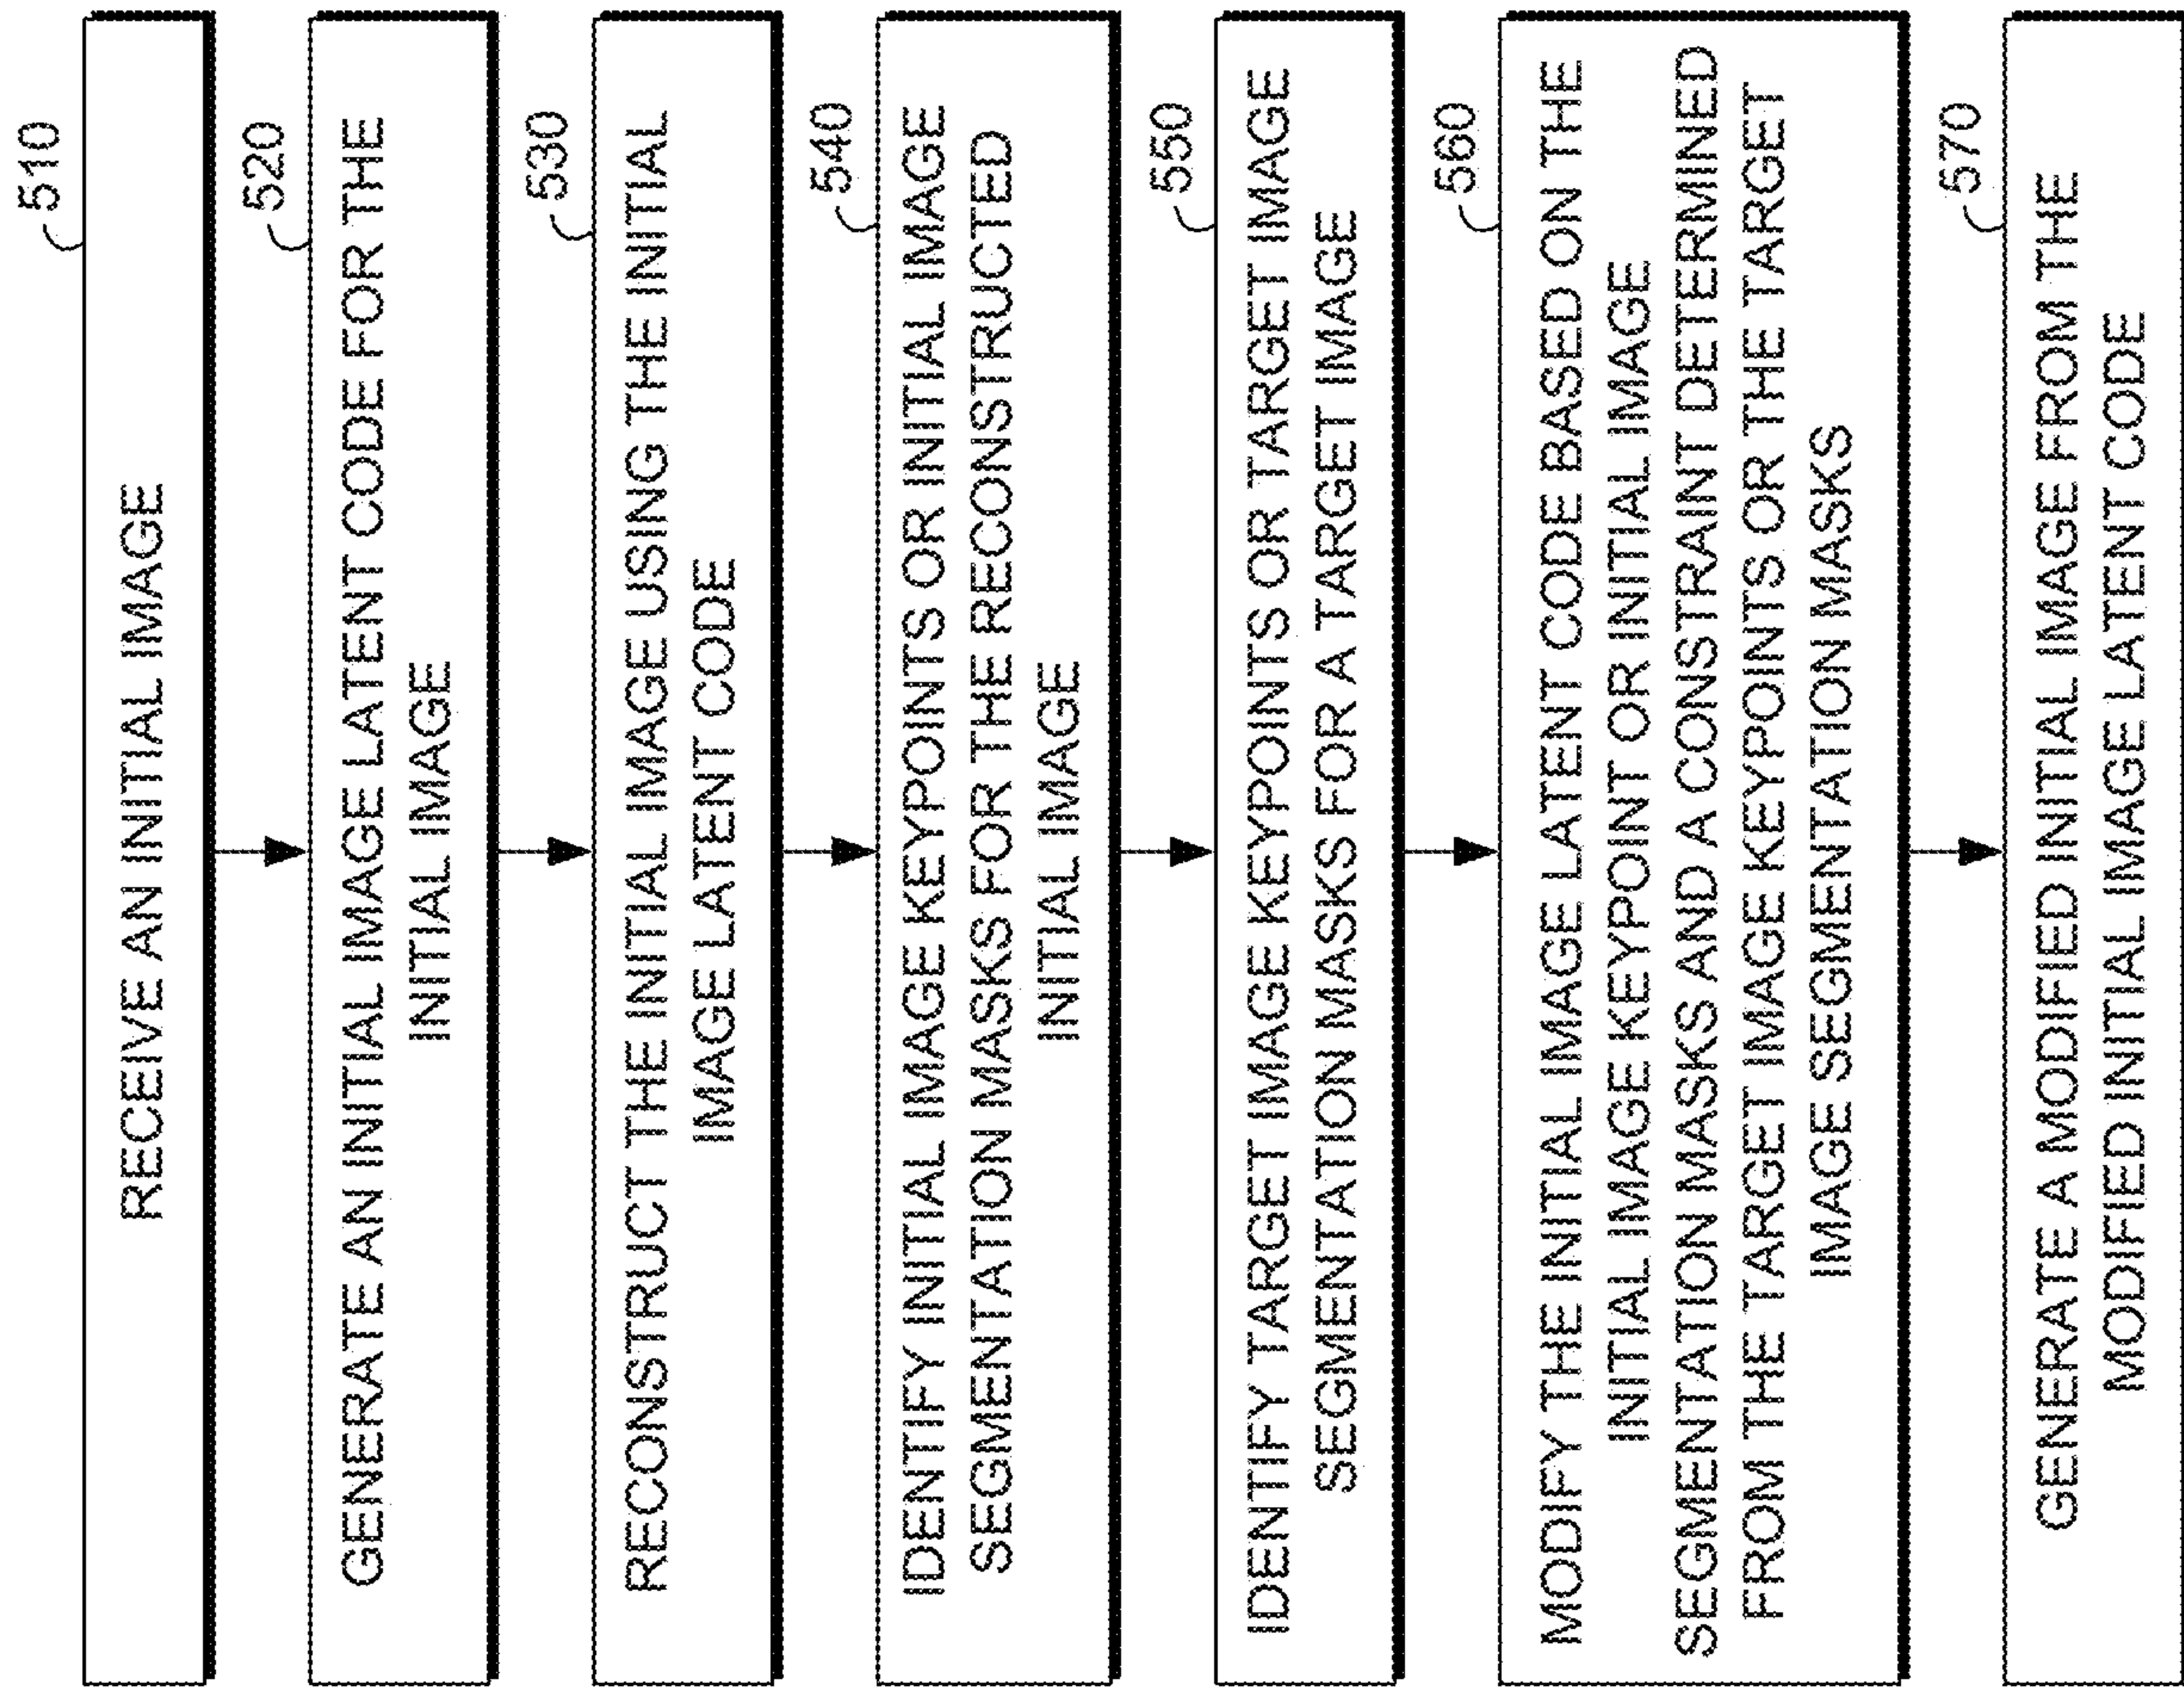 510
RECEIVE AN INITIAL IMAGE
520
GENERATE AN INITIAL IMAGE LATENT CODE FOR THE
INITIAL IMAGE
530
RECONSTRUCT THE INITIAL IMAGE USING THE INITIAL
IMAGE LATENT CODE
540
IDENTIFY INITIAL IMAGE KEYPOINTS OR INITIAL IMAGE
SEGMENTATION MASKS FOR THE RECONSTRUCTED
INITIAL IMAGE
550
IDENTIFY TARGET IMAGE KEYPOINTS OR TARGET IMAGE
SEGMENTATION MASKS FOR A TARGET IMAGE
560
MODIFY THE INITIAL IMAGE LATENT CODE BASED ON THE
INITIAL IMAGE KEYPOINT OR INITIAL IMAGE
SEGMENTATION MASKS AND A CONSTRAINT DETERMINED
FROM THE TARGET IMAGE KEYPOINTS OR THE TARGET
IMAGE SEGMENTATION MASKS
570
GENERATE A MODIFIED INITIAL IMAGE FROM THE
MODIFIED INITIAL IMAGE LATENT CODE